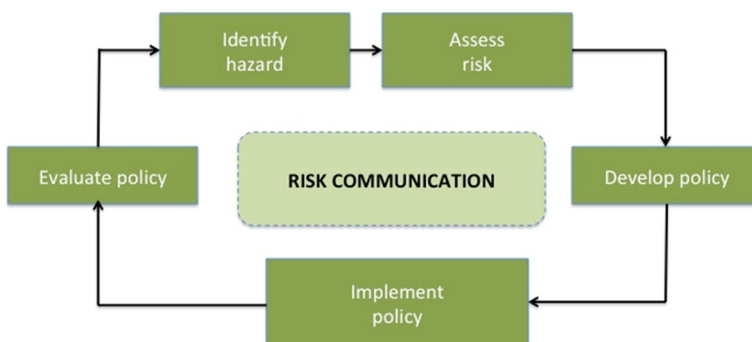 Identify
hazard
Assess
risk
Evaluate policy
RISK COMMUNICATION
Develop policy
Implement
policy